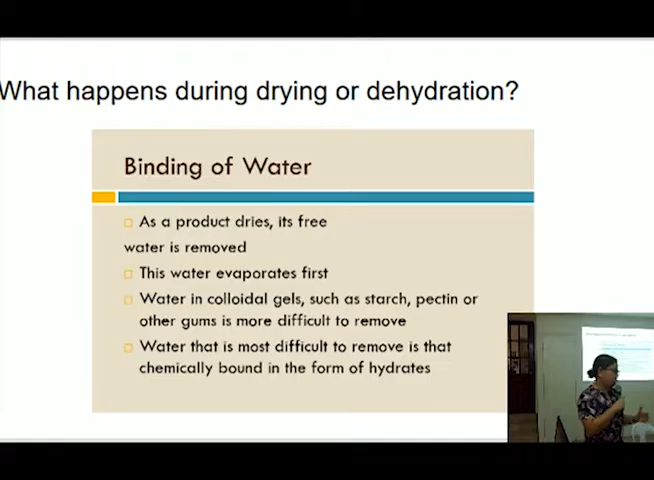 What happens during drying or dehydration?
Binding of Water
As a product dries, its free
water is removed
This water evaporates first
Water in colloidal gels, such as starch, pectin or
other gums is more difficult to remove
Water that is most difficult to remove is that
chemically bound in the form of hydrates